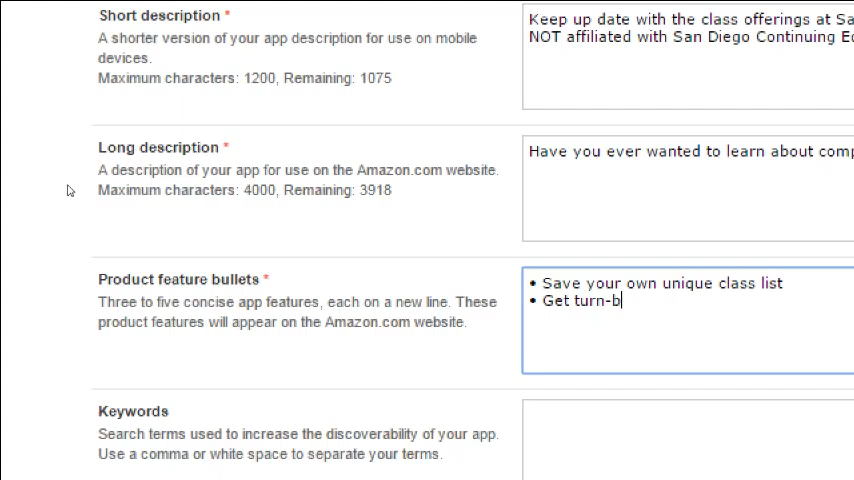 Short description *
A shorter version of your app description for use on mobile
devices.
Maximum characters: 1200, Remaining: 1075
Keep up date with the class offerings at Sa
NOT affiliated with San Diego Continuing Ed
Long description *
A description of your app for use on the Amazon.com website.
Maximum characters: 4000, Remaining: 3918
Have you ever wanted to learn about comp
Product feature bullets *
Three to five concise app features, each on a new line. These
product features will appear on the Amazon.com website.
• Save your own unique class list
• Get turn-b
Keywords
Search terms used to increase the discoverability of your app.
Use a comma or white space to separate your terms.